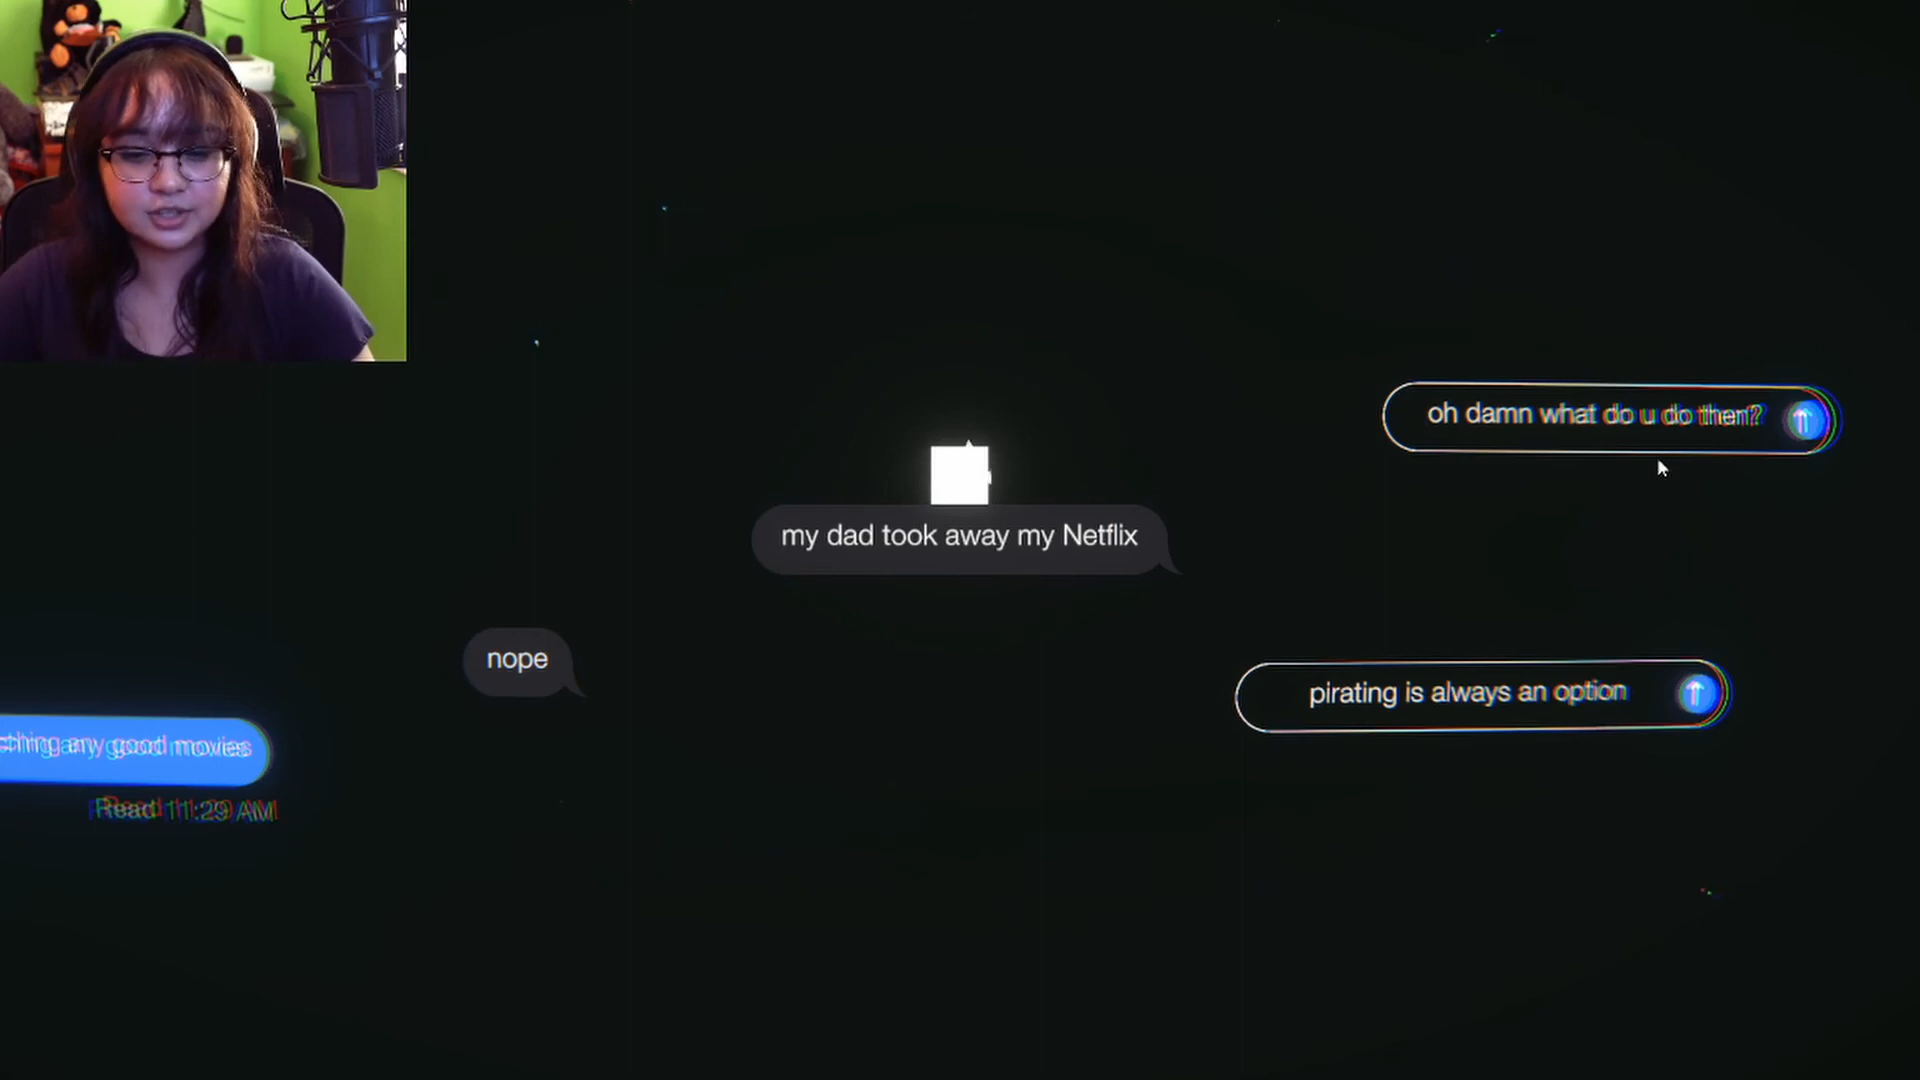 oh damn what do u do then?
my dad took away my Netflix
nope
pirating is always an option
any good movies
Read 11:29 AM